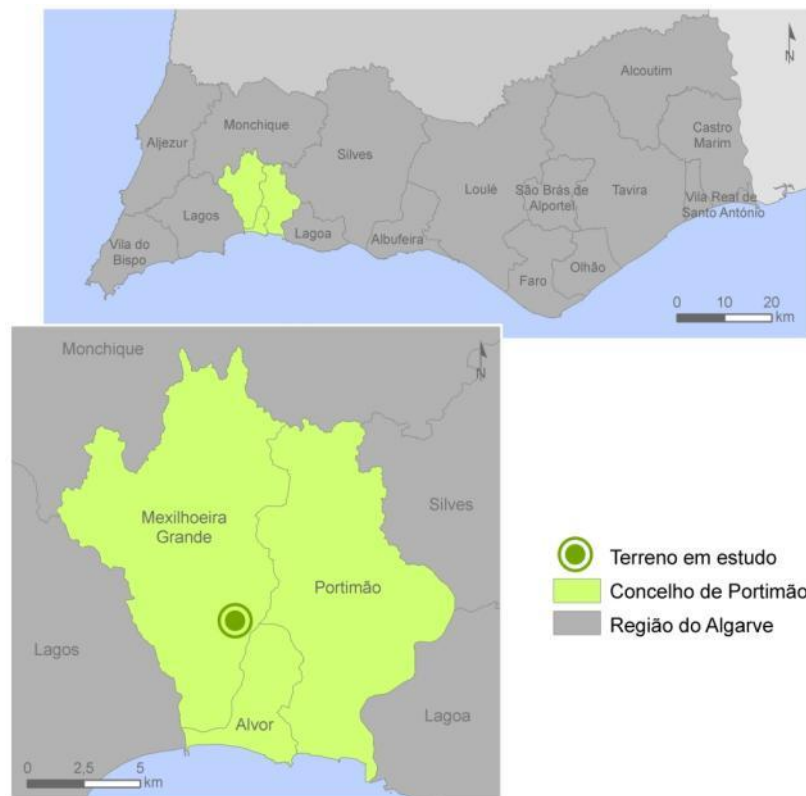 N
Alcoutim
Monchique
Castro
Marim
Aljezur
Silves
Loulé
São Brás de
Alportel
Tavira
Vila Real de
Santo António
Lagos
Lagoa
Albufeira
Vila do
Bispo
Faro
Olhão
0 10 20
km
Monchique
N
Silves
Mexilhoeira
Grande
Portimão
Lagos
Alvor
Lagoa
0 2,5 5
km
Terreno em estudo
Concelho de Portimão
Região do Algarve